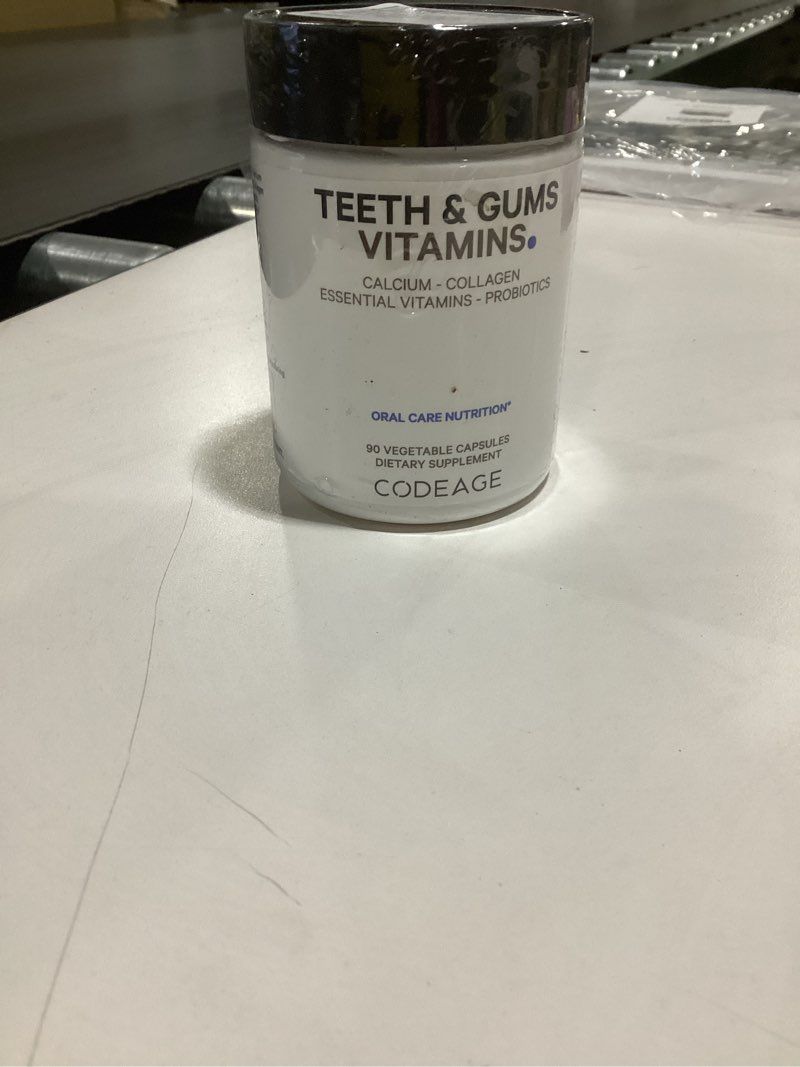 TEETH & GUMS
VITAMINS.
CALCIUM - COLLAGEN
ESSENTIAL VITAMINS - PROBIOTICS
ORAL CARE NUTRITION*
90 VEGETABLE CAPSULES
DIETARY SUPPLEMENT
CODEAGE